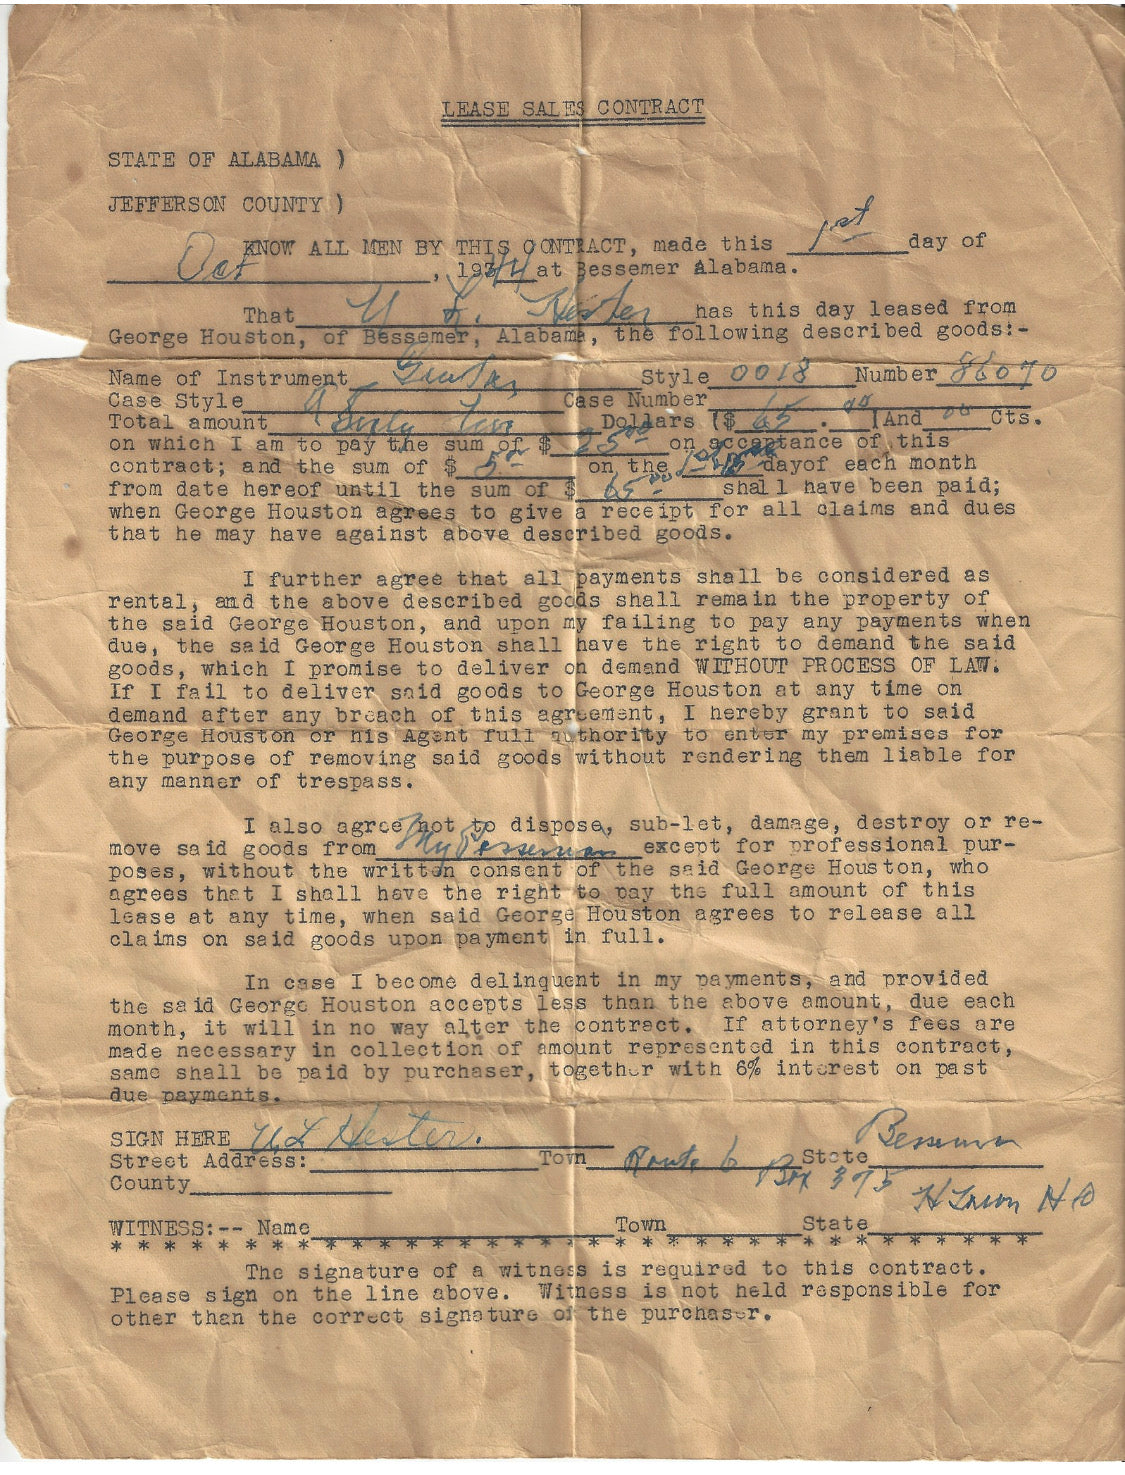 LEASE SALES CONTRACT
STATE OF ALABAMA )
JEFFERSON COUNTY )
KNOW ALL MEN BY THIS CONTRACT, made this 1st day of
Oct, 1944 at Bessemer Alabama.
That U L. Hester has this day leased from
George Houston, of Bessemer, Alabama, the following described goods:-
Name of Instrument Guitar Style 0018 Number 86070
Case Style Case Number
Total amount Sixty Five Dollars ($ 65.00 (And 00 Cts.
on which I am to pay the sum of $ 25.00 on acceptance of this
contract; and the sum of $ 5.00 on the 1st dayof each month
from date hereof until the sum of $ 65.00 shall have been paid;
when George Houston agrees to give a receipt for all claims and dues
that he may have against above described goods.
I further agree that all payments shall be considered as
rental, and the above described goods shall remain the property of
the said George Houston, and upon my failing to pay any payments when
due, the said George Houston shall have the right to demand the said
goods, which I promise to deliver on demand WITHOUT PROCESS OF LAW.
If I fail to deliver said goods to George Houston at any time on
demand after any breach of this agreement, I hereby grant to said
George Houston or his Agent full authority to enter my premises for
the purpose of removing said goods without rendering them liable for
any manner of trespass.
I also agree not to dispose, sub-let, damage, destroy or re-
move said goods from My except for professional pur-
poses, without the written consent of the said George Houston, who
agrees that I shall have the right to pay the full amount of this
lease at any time, when said George Houston agrees to release all
claims on said goods upon payment in full.
In case I become delinquent in my payments, and provided
the said George Houston accepts less than the above amount, due each
month, it will in no way alter the contract. If attorney's fees are
made necessary in collection of amount represented in this contract,
same shall be paid by purchaser, together with 6% interest on past
due payments.
SIGN HERE U.L Hester.
Street Address: Town Route 6 Box 375 State Bessemer
County
WITNESS:-- Name Town State
* * * * * * * * * * * * * * * * * * * * * * * * * * * * * * * * * * *
The signature of a witness is required to this contract.
Please sign on the line above. Witness is not held responsible for
other than the correct signature of the purchaser.